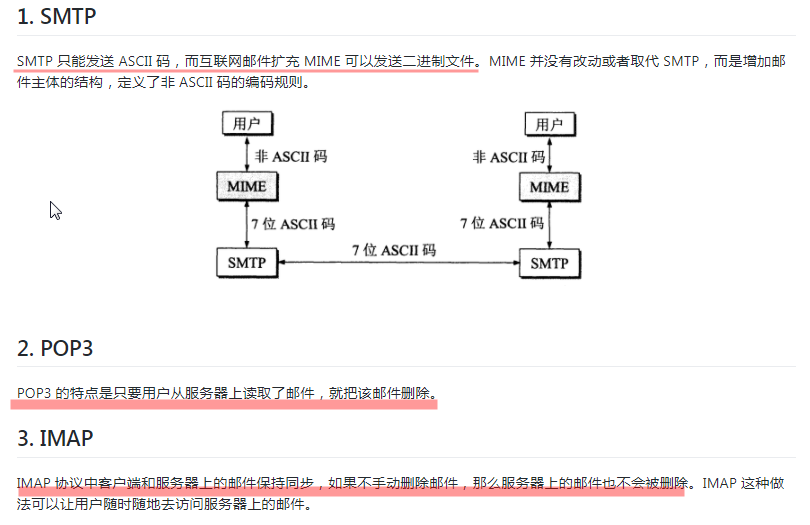 1. SMTP
SMTP 只能发送 ASCII 码，而互联网邮件扩充 MIME 可以发送二进制文件。MIME 并没有改动或者取代 SMTP，而是增加邮
件主体的结构，定义了非 ASCII 码的编码规则。
用户 用户
非 ASCII 码 非 ASCII 码
MIME MIME
7 位 ASCII 码 7 位 ASCII 码
7 位 ASCII 码
SMTP SMTP
2. POP3
POP3 的特点是只要用户从服务器上读取了邮件，就把该邮件删除。
3. IMAP
IMAP 协议中客户端和服务器上的邮件保持同步，如果不手动删除邮件，那么服务器上的邮件也不会被删除。IMAP 这种做
法可以让用户随时随地去访问服务器上的邮件。